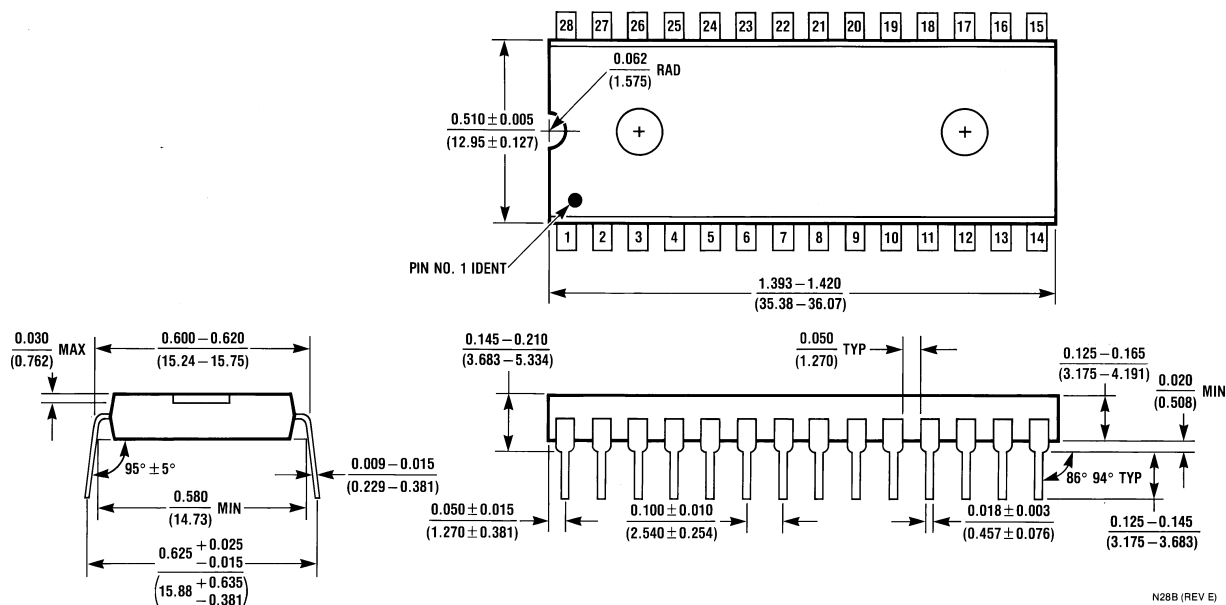 28 27 26 25 24 23 22 21 20 19 18 17 16 15
0.062
(1.575)
RAD
0.510 ± 0.005
(12.95 ± 0.127)
1 2 3 4 5 6 7 8 9 10 11 12 13 14
PIN NO. 1 IDENT
1.393 – 1.420
(35.38 – 36.07)
0.030
(0.762)
MAX
0.600 – 0.620
(15.24 – 15.75)
95° ± 5°
0.580
(14.73)
MIN
0.009 – 0.015
(0.229 – 0.381)
0.625 +0.025
−0.015
(15.88 +0.635
−0.381)
0.145 – 0.210
(3.683 – 5.334)
0.050
(1.270)
TYP
0.125 – 0.165
(3.175 – 4.191)
0.020
(0.508)
MIN
86° 94° TYP
0.050 ± 0.015
(1.270 ± 0.381)
0.100 ± 0.010
(2.540 ± 0.254)
0.018 ± 0.003
(0.457 ± 0.076)
0.125 – 0.145
(3.175 – 3.683)
N28B (REV E)